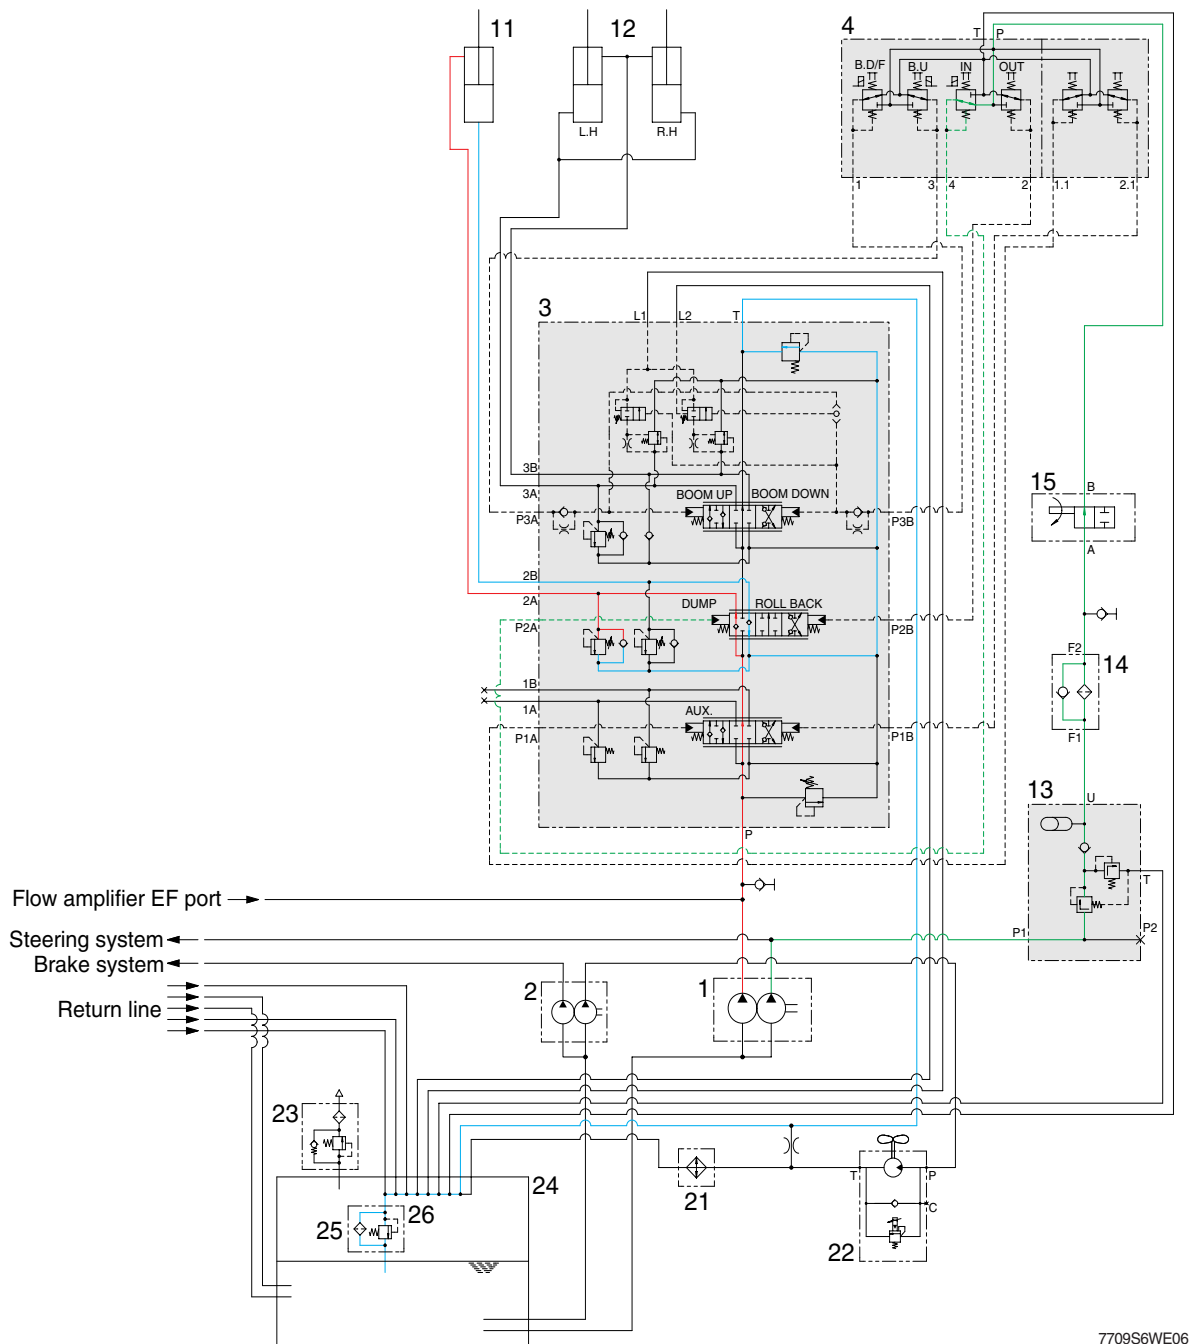 11
12
4
T P
B.D/F B.U IN OUT
L.H R.H
1 3 4 2 1.1 2.1
3
L1 L2 T
3B
3A
BOOM UP BOOM DOWN
P3A P3B
15
B
A
2B
2A
DUMP ROLL BACK
P2A P2B
F2
14
F1
1B
1A
AUX.
P1A P1B
13
U
P
T
Flow amplifier EF port
P1 P2
Steering system
Brake system
2
1
Return line
23
24
21
T P
C
22
25
26
7709S6WE06